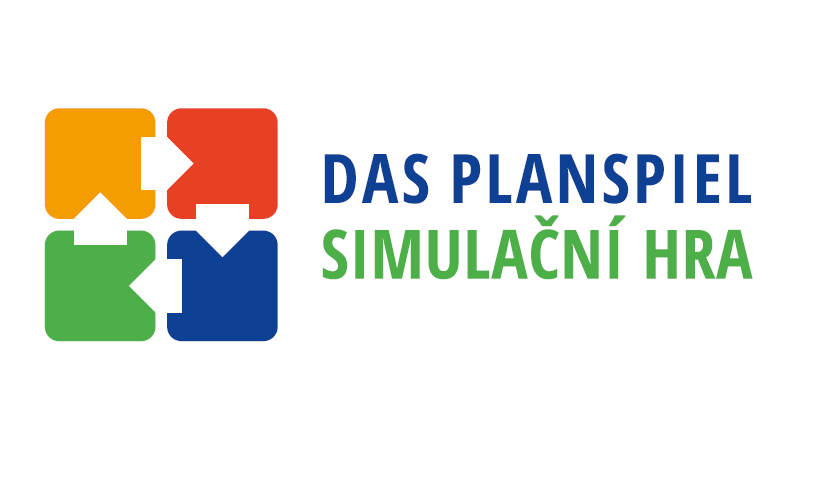 DAS PLANSPIEL
SIMULAČNÍ HRA